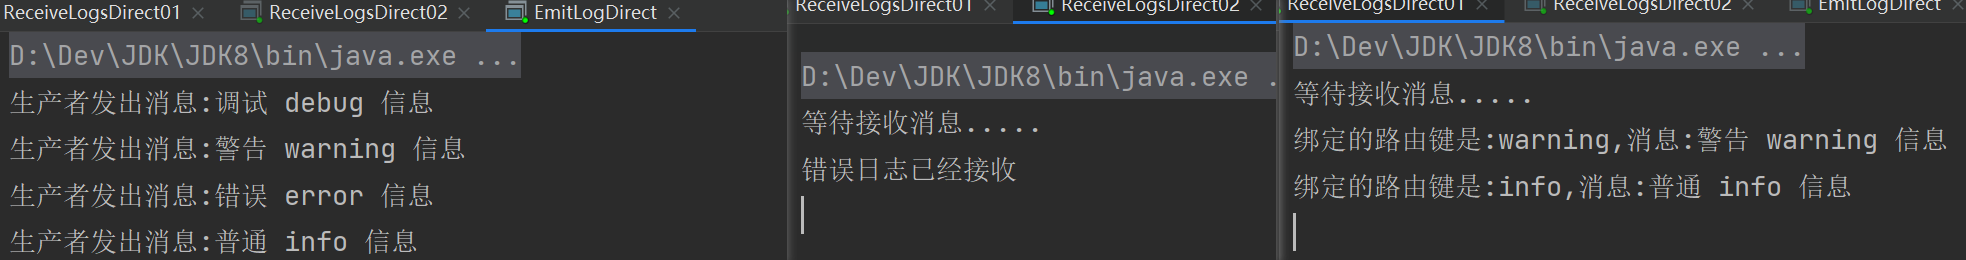 ReceiveLogsDirect01 × ReceiveLogsDirect02 × EmitLogDirect ×
D:\Dev\JDK\JDK8\bin\java.exe ...
生产者发出消息:调试 debug 信息
生产者发出消息:警告 warning 信息
生产者发出消息:错误 error 信息
生产者发出消息:普通 info 信息
ReceiveLogsDirect01 × ReceiveLogsDirect02 ×
D:\Dev\JDK\JDK8\bin\java.exe .
等待接收消息.....
错误日志已经接收
ReceiveLogsDirect01 × ReceiveLogsDirect02 × EmitLogDirect ×
D:\Dev\JDK\JDK8\bin\java.exe ...
等待接收消息.....
绑定的路由键是:warning,消息:警告 warning 信息
绑定的路由键是:info,消息:普通 info 信息